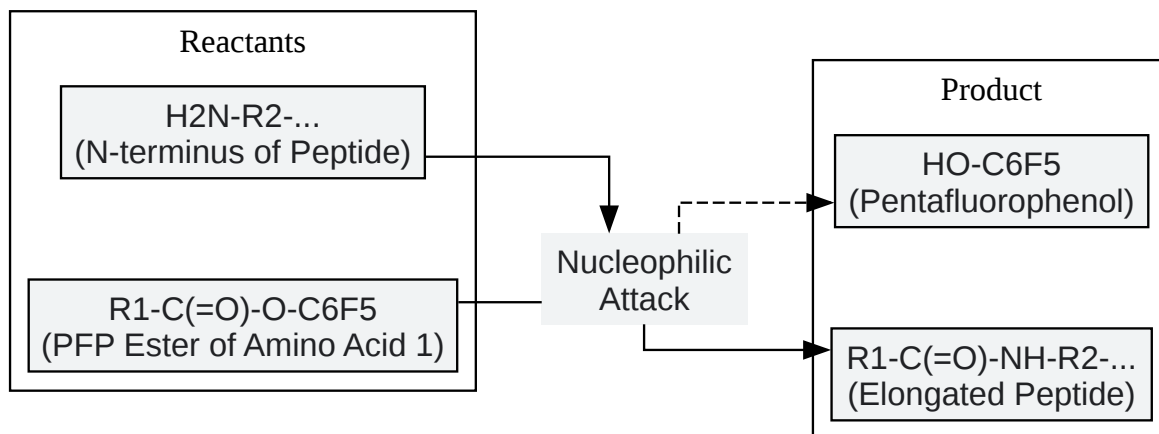 Reactants
H2N-R2-...
(N-terminus of Peptide)
R1-C(=O)-O-C6F5
(PFP Ester of Amino Acid 1)
Nucleophilic
Attack
Product
HO-C6F5
(Pentafluorophenol)
R1-C(=O)-NH-R2-...
(Elongated Peptide)